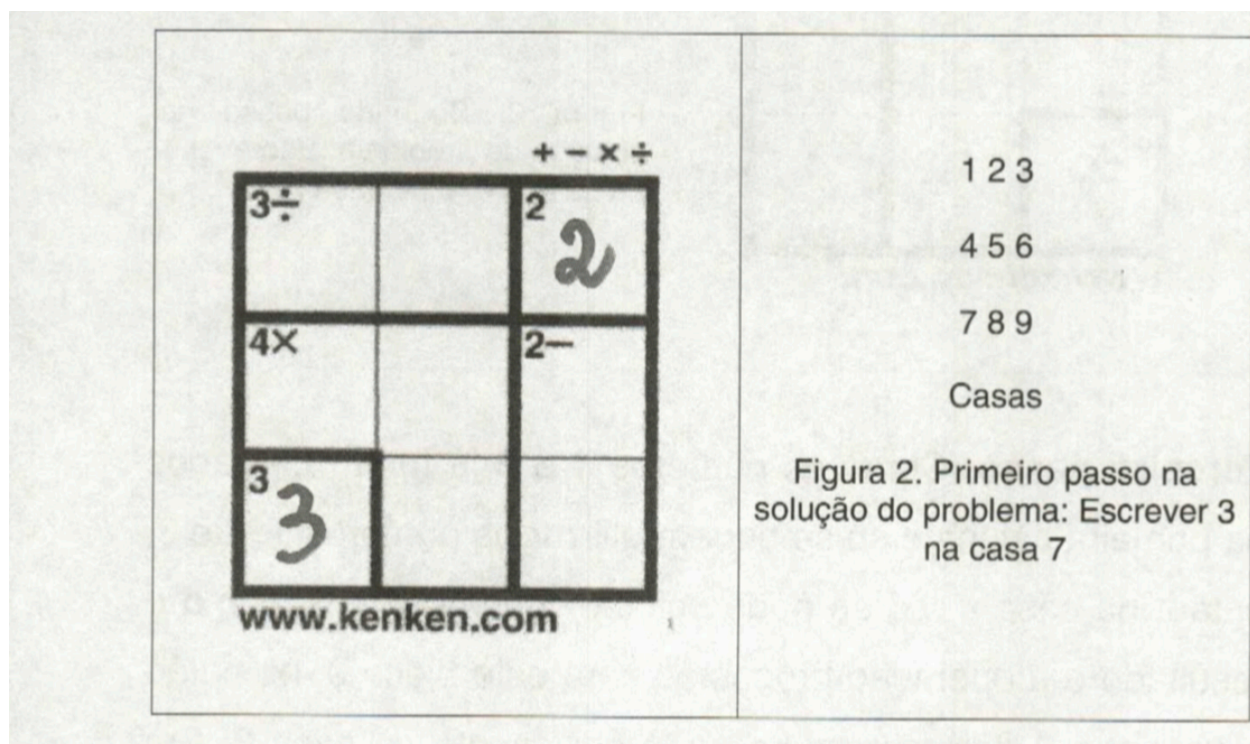 + − × ÷
3÷
2
2
4×
2−
3
3
www.kenken.com
1 2 3
4 5 6
7 8 9
Casas
Figura 2. Primeiro passo na
solução do problema: Escrever 3
na casa 7